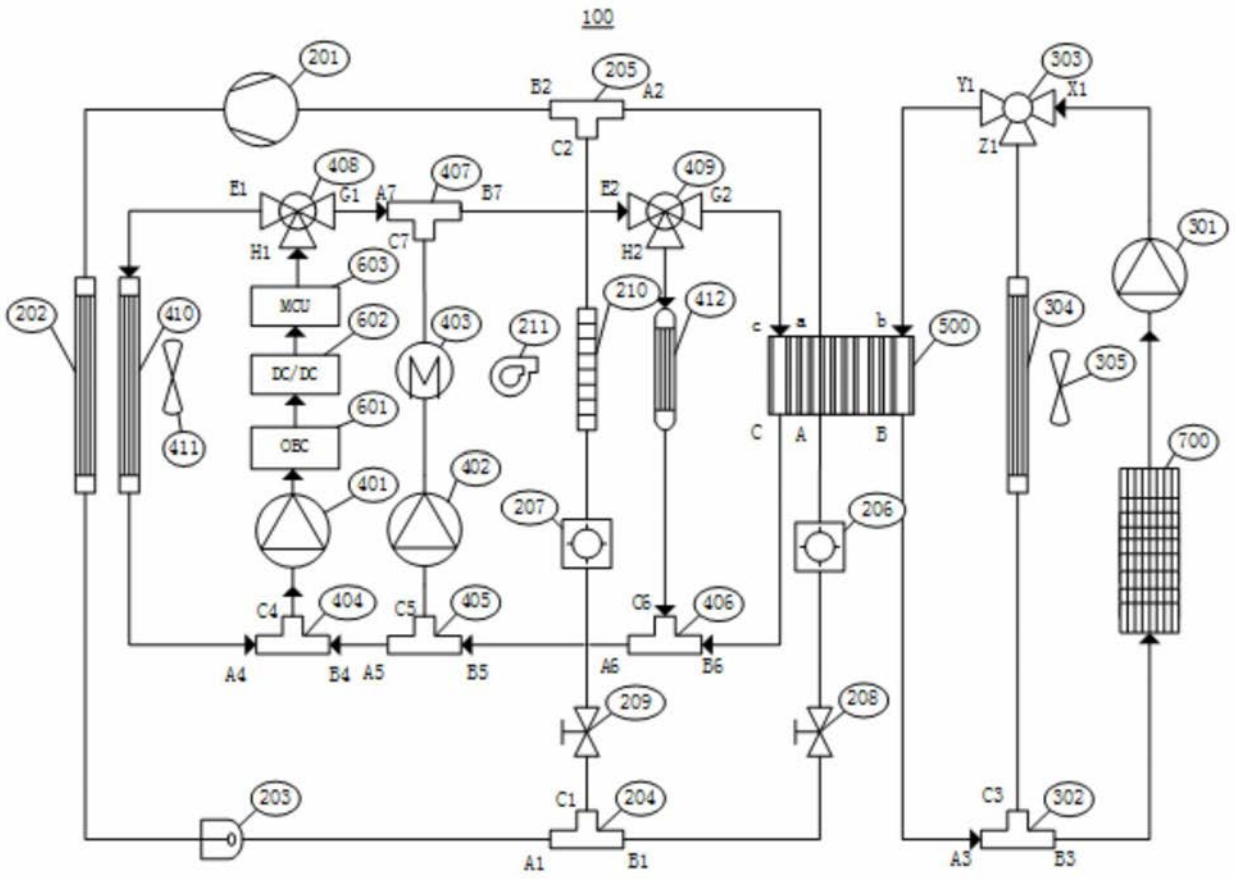 100
201
205
303
B2
A2
Y1
X1
C2
Z1
408
407
409
E1
G1
A7
B7
E2
G2
301
H1
C7
H2
603
MCU
202
410
602
403
211
210
412
c
a
b
500
304
DC/DC
305
601
411
OBC
C
A
B
700
401
402
207
206
C4
404
C5
405
C6
406
A4
B4
A5
B5
A6
B6
209
208
203
C1
204
C3
302
A1
B1
A3
B3